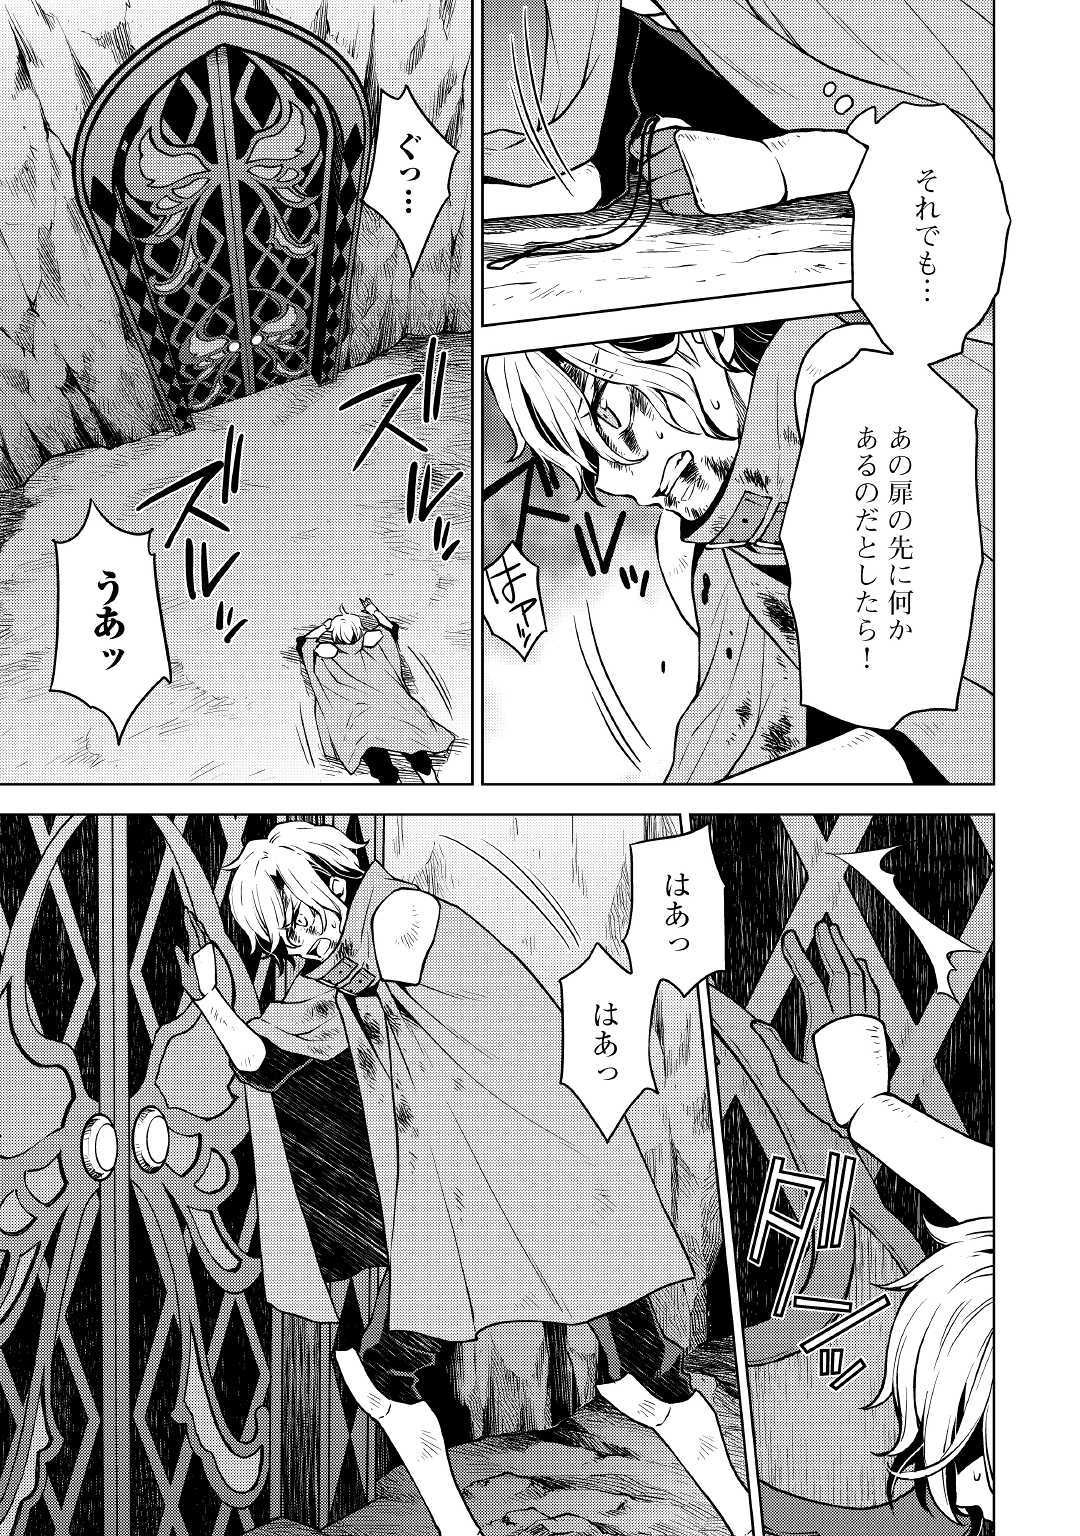 それでも…
あの扉の先に何か
あるのだとしたら！
ズル
はァ…
ぐっ…
ズル
ズル
うあッ
ダンッ
はあっ
はあっ